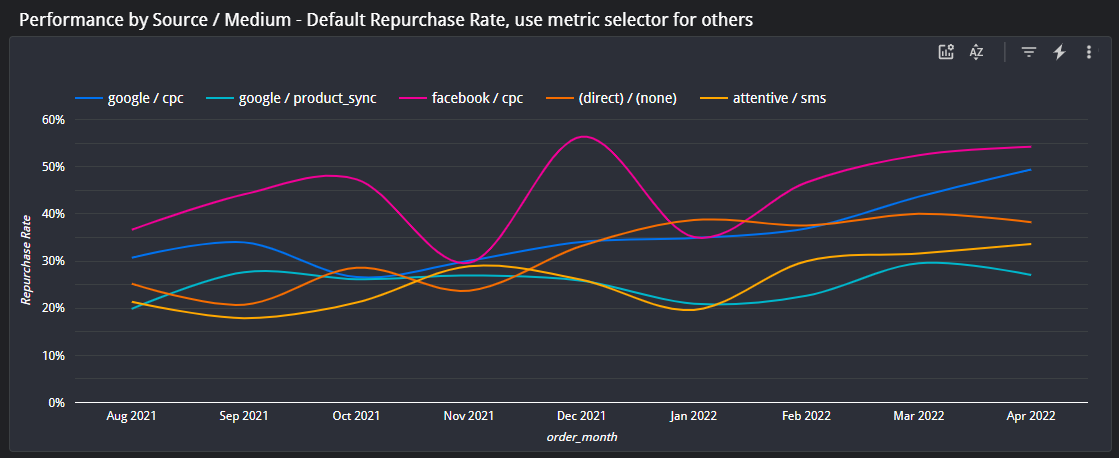 Performance by Source / Medium - Default Repurchase Rate, use metric selector for others
AZ
google / cpc google / product_sync facebook / cpc (direct) / (none) attentive / sms
60%
50%
40%
30%
20%
10%
0%
Repurchase Rate
Aug 2021 Sep 2021 Oct 2021 Nov 2021 Dec 2021 Jan 2022 Feb 2022 Mar 2022 Apr 2022
order_month